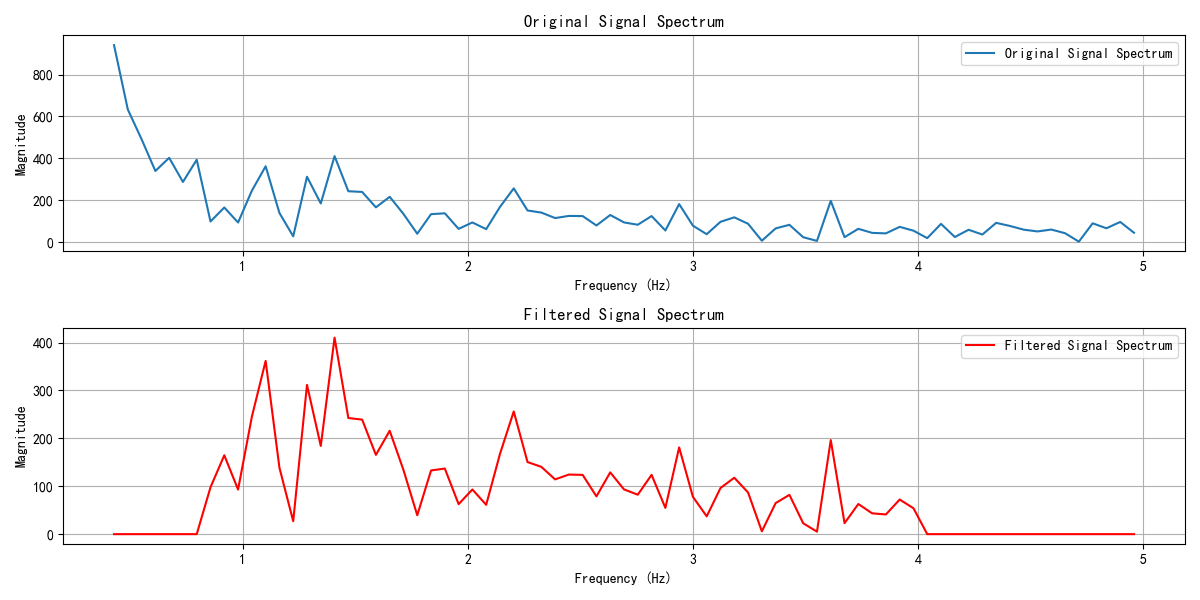 Original Signal Spectrum
Original Signal Spectrum
Magnitude
800
600
400
200
0
1 2 3 4 5
Frequency (Hz)
Filtered Signal Spectrum
Filtered Signal Spectrum
Magnitude
400
300
200
100
0
1 2 3 4 5
Frequency (Hz)